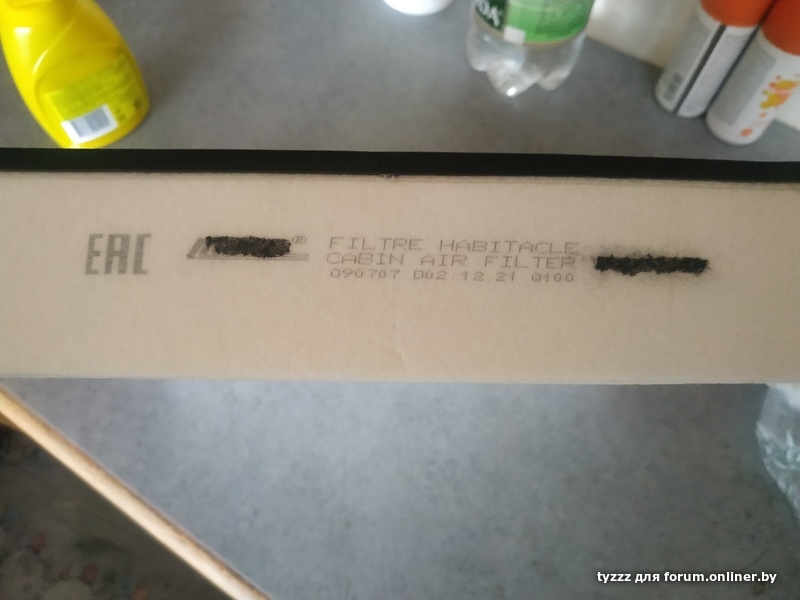 EAC
®
FILTRE HABITACLE
CABIN AIR FILTER
090707 D02.12.21 0100
tyzzz для forum.onliner.by